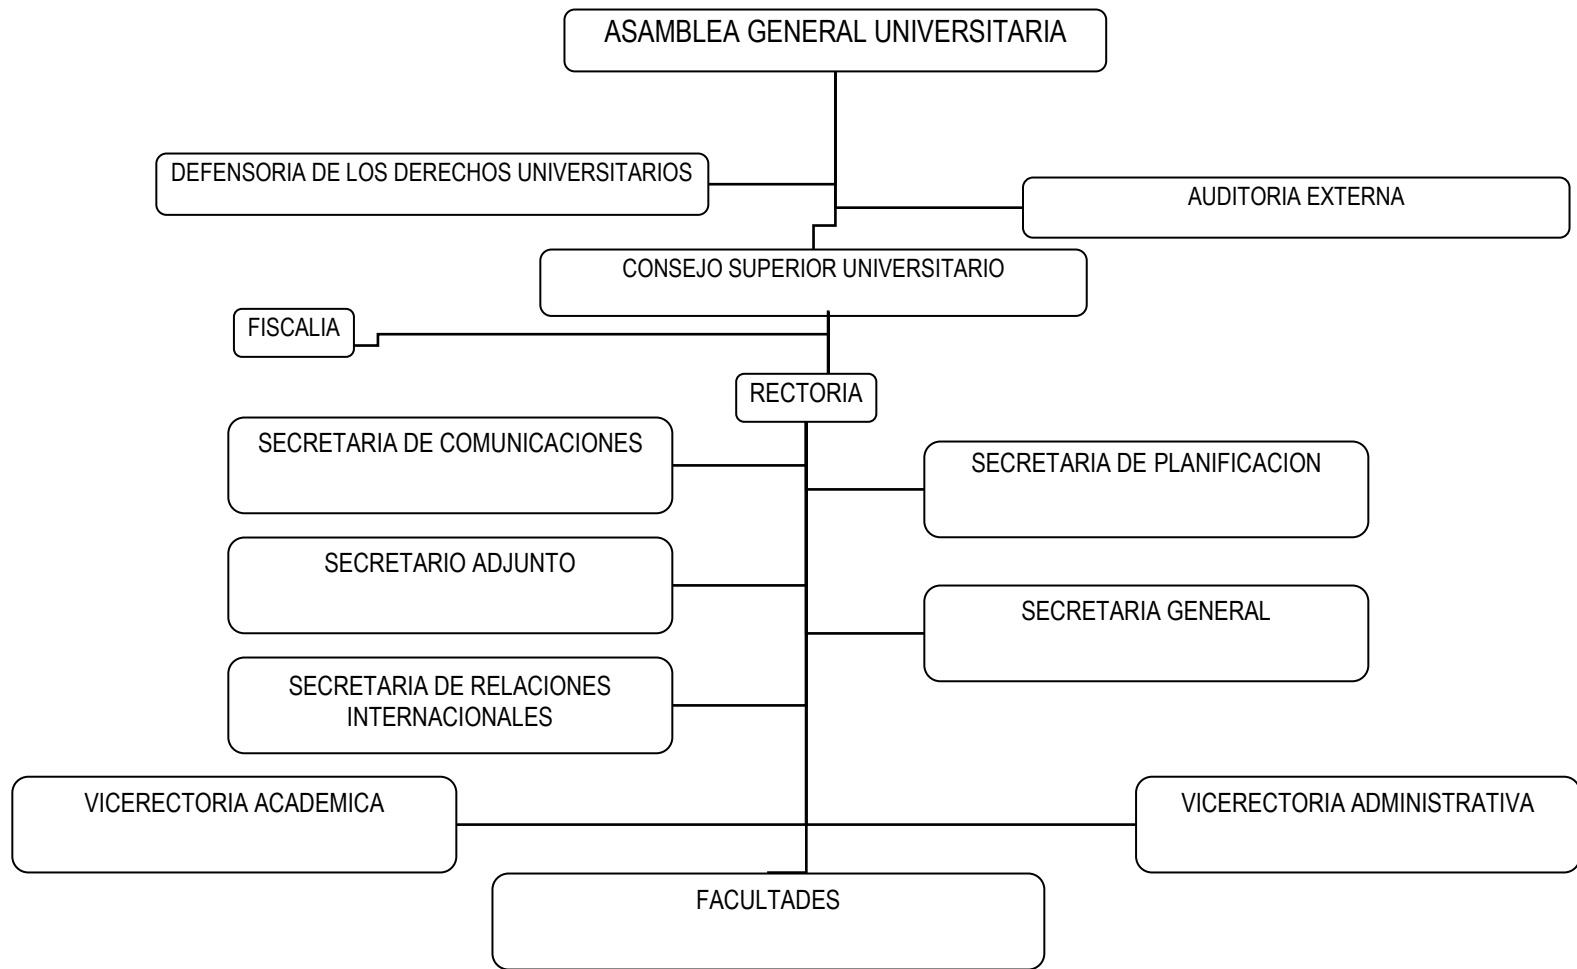 ASAMBLEA GENERAL UNIVERSITARIA
DEFENSORIA DE LOS DERECHOS UNIVERSITARIOS
AUDITORIA EXTERNA
CONSEJO SUPERIOR UNIVERSITARIO
FISCALIA
RECTORIA
SECRETARIA DE COMUNICACIONES
SECRETARIA DE PLANIFICACION
SECRETARIO ADJUNTO
SECRETARIA GENERAL
SECRETARIA DE RELACIONES
INTERNACIONALES
VICERECTORIA ACADEMICA
VICERECTORIA ADMINISTRATIVA
FACULTADES